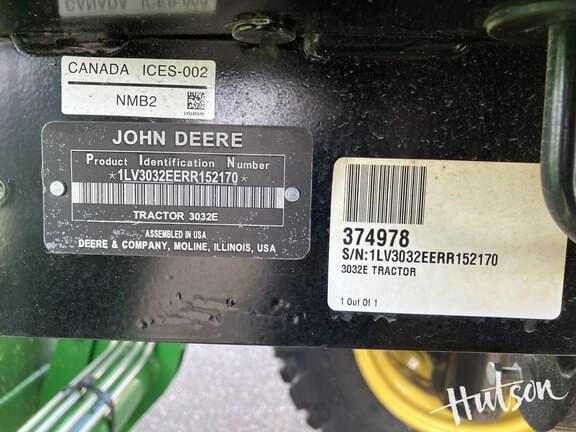 CANADA ICES-002
NMB2
JOHN DEERE
Product Identification Number
*1LV3032EERR152170*
TRACTOR 3032E
ASSEMBLED IN USA
DEERE & COMPANY, MOLINE, ILLINOIS, USA
374978
S/N:1LV3032EERR152170
3032E TRACTOR
1 Out Of 1
Hutson